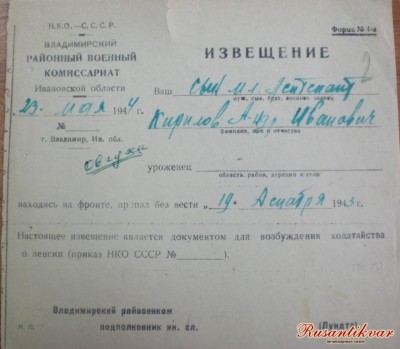 Н.К.О.—С.С.С.Р.
ВЛАДИМИРСКИЙ
РАЙОННЫЙ ВОЕННЫЙ
КОМИССАРИАТ
Ивановской области
23 мая 1944 г.
№
г. Владимир, Ив. обл.
Форма № 4-а
ИЗВЕЩЕНИЕ
Ваш сын мл. лейтенант
муж, сын, брат, воинское звание
Кирилов Иванович
фамилия, имя и отчество
уроженец
область, район, деревня и село
находясь на фронте, пропал без вести „19 декабря 1943 г.
Настоящее извещение является документом для возбуждения ходатайства
о пенсии (приказ НКО СССР № ).
Владимирский райвоенком
подполковник ин. сл.
М. П.
(Лундте)
Rusantikvar